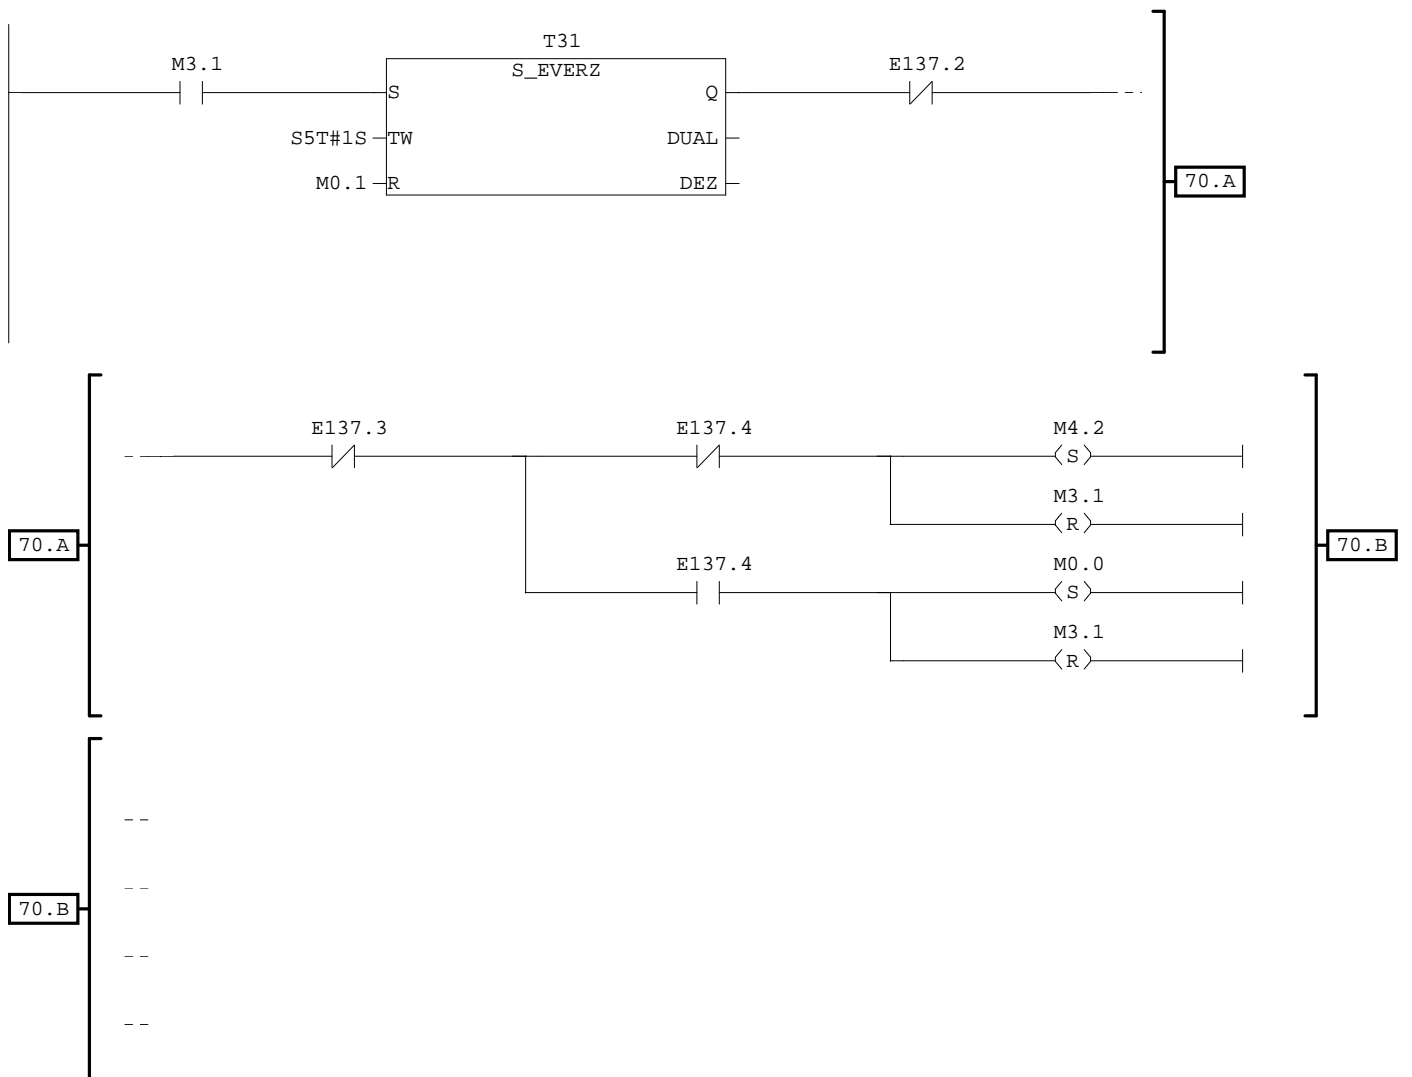 T31
M3.1
S_EVERZ
E137.2
S
Q
S5T#1S
TW
DUAL
M0.1
R
DEZ
70.A
E137.3
E137.4
M4.2
S
M3.1
R
70.A
70.B
E137.4
M0.0
S
M3.1
R
70.B